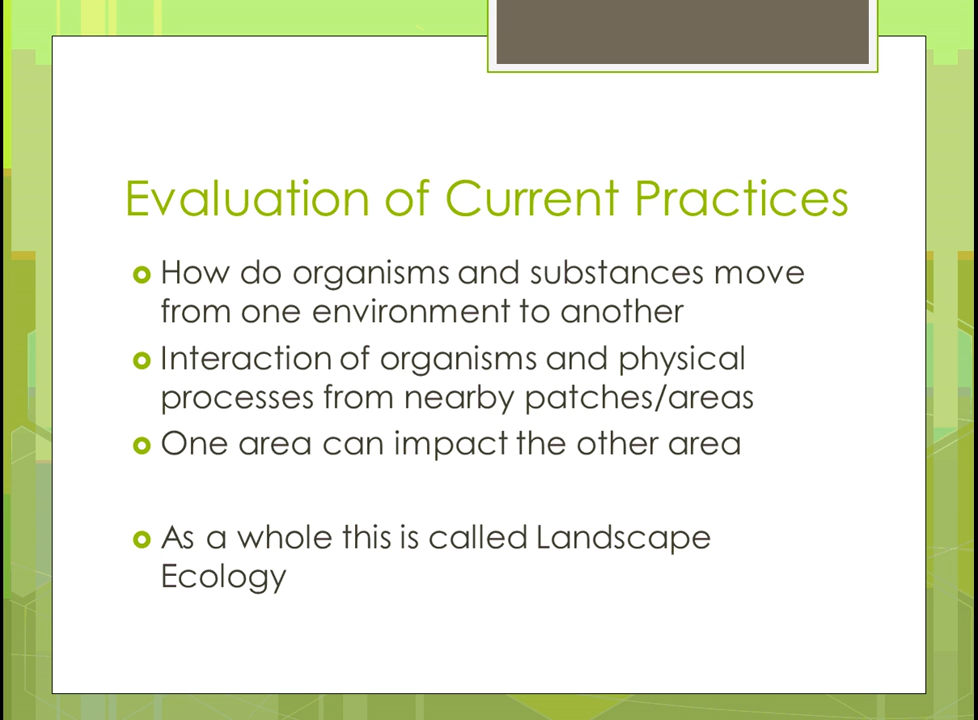 Evaluation of Current Practices
How do organisms and substances move
from one environment to another
Interaction of organisms and physical
processes from nearby patches/areas
One area can impact the other area
As a whole this is called Landscape
Ecology